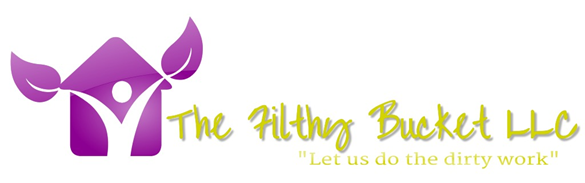 The Filthy Bucket LLC
"Let us do the dirty work"